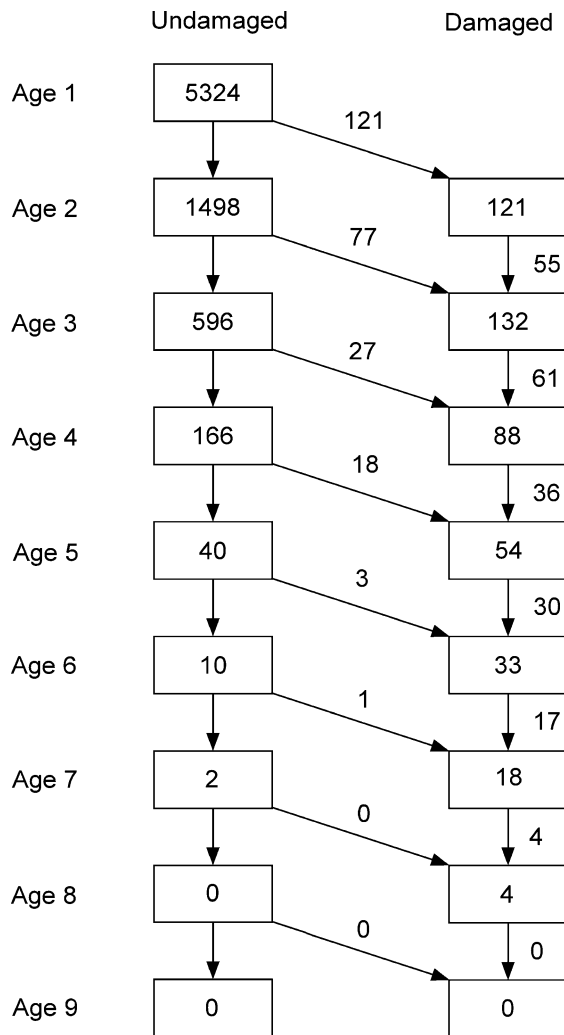 Undamaged Damaged
Age 1 5324
121
Age 2 1498 121
77 55
Age 3 596 132
27 61
Age 4 166 88
18 36
Age 5 40 54
3 30
Age 6 10 33
1 17
Age 7 2 18
0 4
Age 8 0 4
0 0
Age 9 0 0